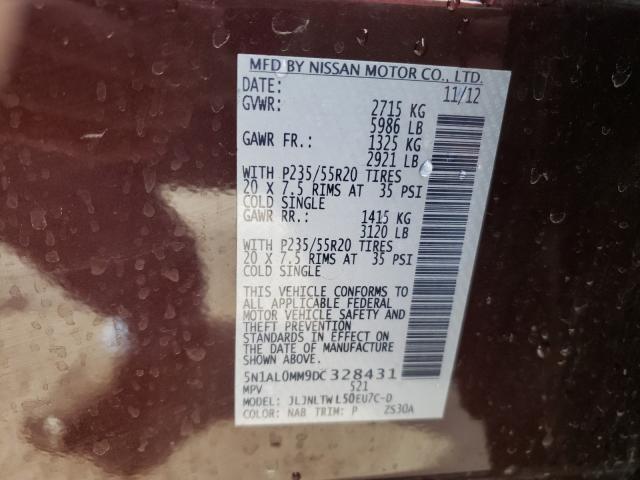 MFD BY NISSAN MOTOR CO., LTD.
DATE: 11/12
GVWR: 2715 KG
5986 LB
GAWR FR.: 1325 KG
2921 LB
WITH P235/55R20 TIRES
20 X 7.5 RIMS AT 35 PSI
COLD SINGLE
GAWR RR.: 1415 KG
3120 LB
WITH P235/55R20 TIRES
20 X 7.5 RIMS AT 35 PSI
COLD SINGLE
THIS VEHICLE CONFORMS TO
ALL APPLICABLE FEDERAL
MOTOR VEHICLE SAFETY AND
THEFT PREVENTION
STANDARDS IN EFFECT ON
THE DATE OF MANUFACTURE
SHOWN ABOVE.
5N1AL0MM9DC328431
MPV 521
MODEL: JLJNLTWL50EU7C-D
COLOR: NAB TRIM: P ZS30A